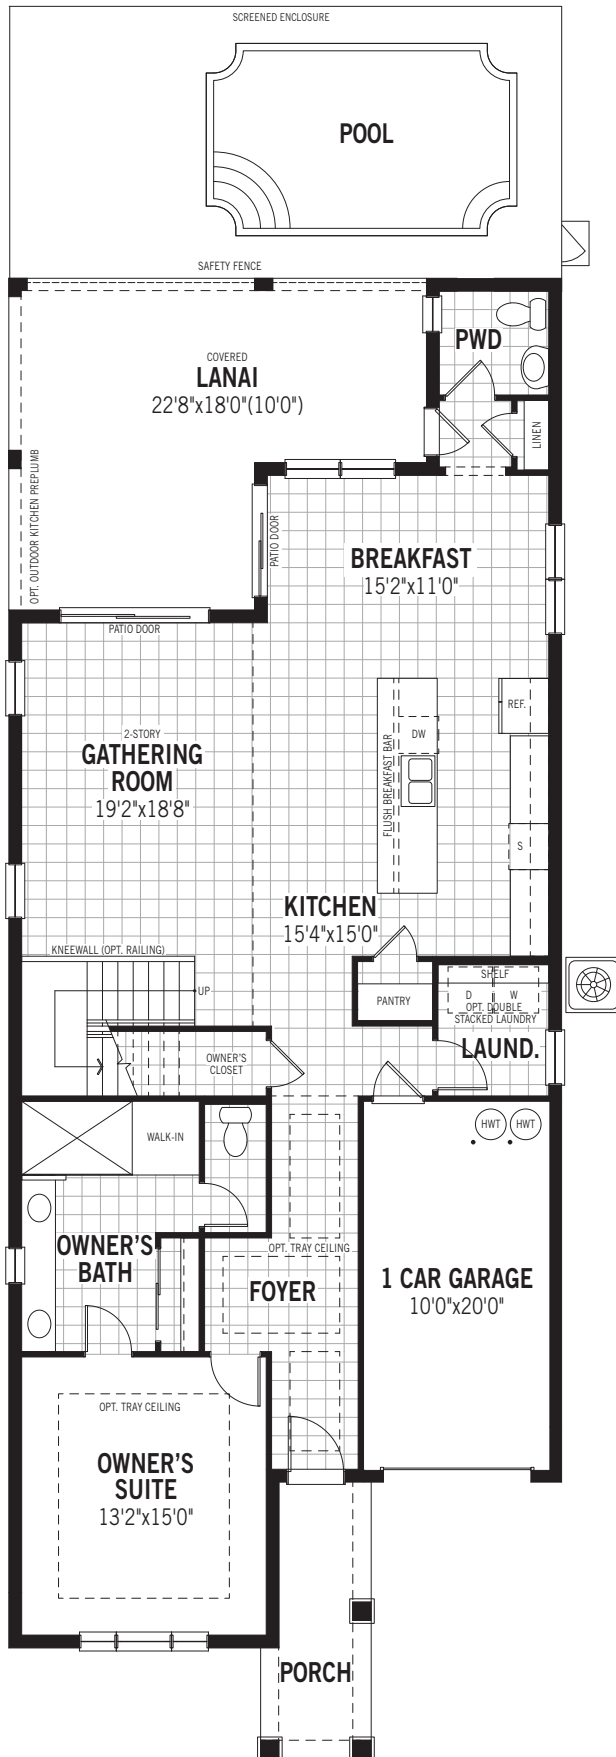 SCREENED ENCLOSURE
POOL
SAFETY FENCE
PWD
COVERED
LANAI
22'8"x18'0"(10'0")
LINEN
OPT. OUTDOOR KITCHEN PREPLUMB
PATIO DOOR
BREAKFAST
15'2"x11'0"
PATIO DOOR
REF.
2-STORY
GATHERING
ROOM
19'2"x18'8"
DW
FLUSH BREAKFAST BAR
S
KITCHEN
15'4"x15'0"
KNEEWALL (OPT. RAILING)
UP
PANTRY
SHELF
D
W
OPT. DOUBLE
STACKED LAUNDRY
LAUND.
OWNER'S
CLOSET
WALK-IN
HWT
HWT
OWNER'S
BATH
OPT. TRAY CEILING
FOYER
1 CAR GARAGE
10'0"x20'0"
OPT. TRAY CEILING
OWNER'S
SUITE
13'2"x15'0"
PORCH